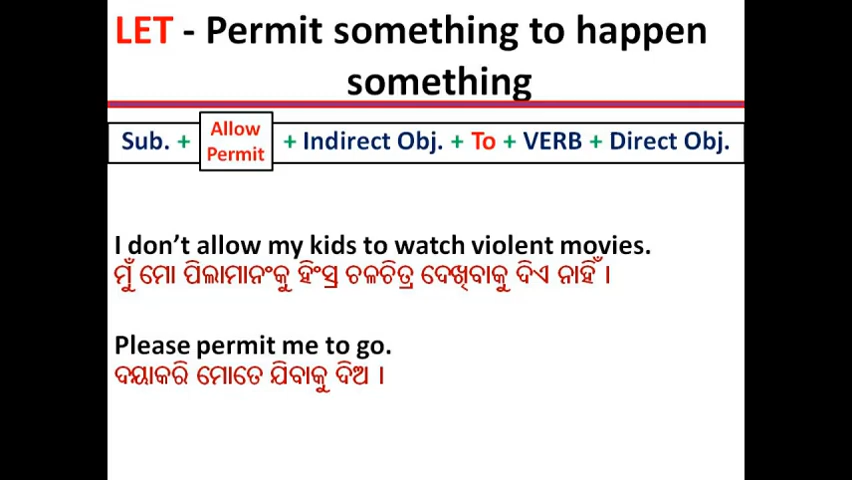 LET - Permit something to happen
something
Sub. + Allow Permit + Indirect Obj. + To + VERB + Direct Obj.
I don’t allow my kids to watch violent movies.
ମୁଁ ମୋ ପିଲାମାନଂକୁ ହିଂସ୍ର ଚଳଚିତ୍ର ଦେଖିବାକୁ ଦିଏ ନାହିଁ ।
Please permit me to go.
ଦୟାକରି ମୋତେ ଯିବାକୁ ଦିଅ ।